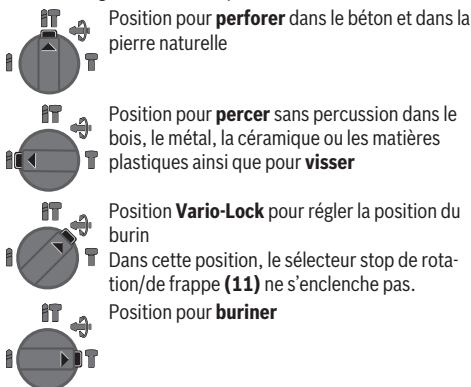 Position pour perforer dans le béton et dans la
pierre naturelle
Position pour percer sans percussion dans le
bois, le métal, la céramique ou les matières
plastiques ainsi que pour visser
Position Vario-Lock pour régler la position du
burin
Dans cette position, le sélecteur stop de rota-
tion/de frappe (11) ne s'enclenche pas.
Position pour buriner